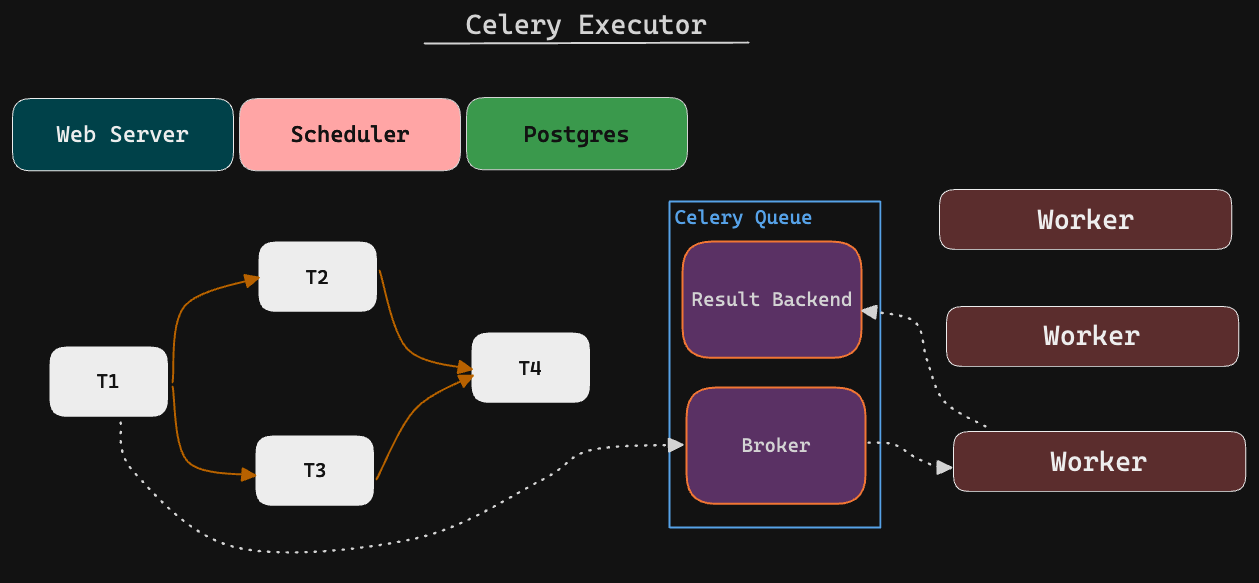 Celery Executor
Web Server
Scheduler
Postgres
Celery Queue
Worker
T2
Result Backend
Worker
T1
T4
T3
Broker
Worker